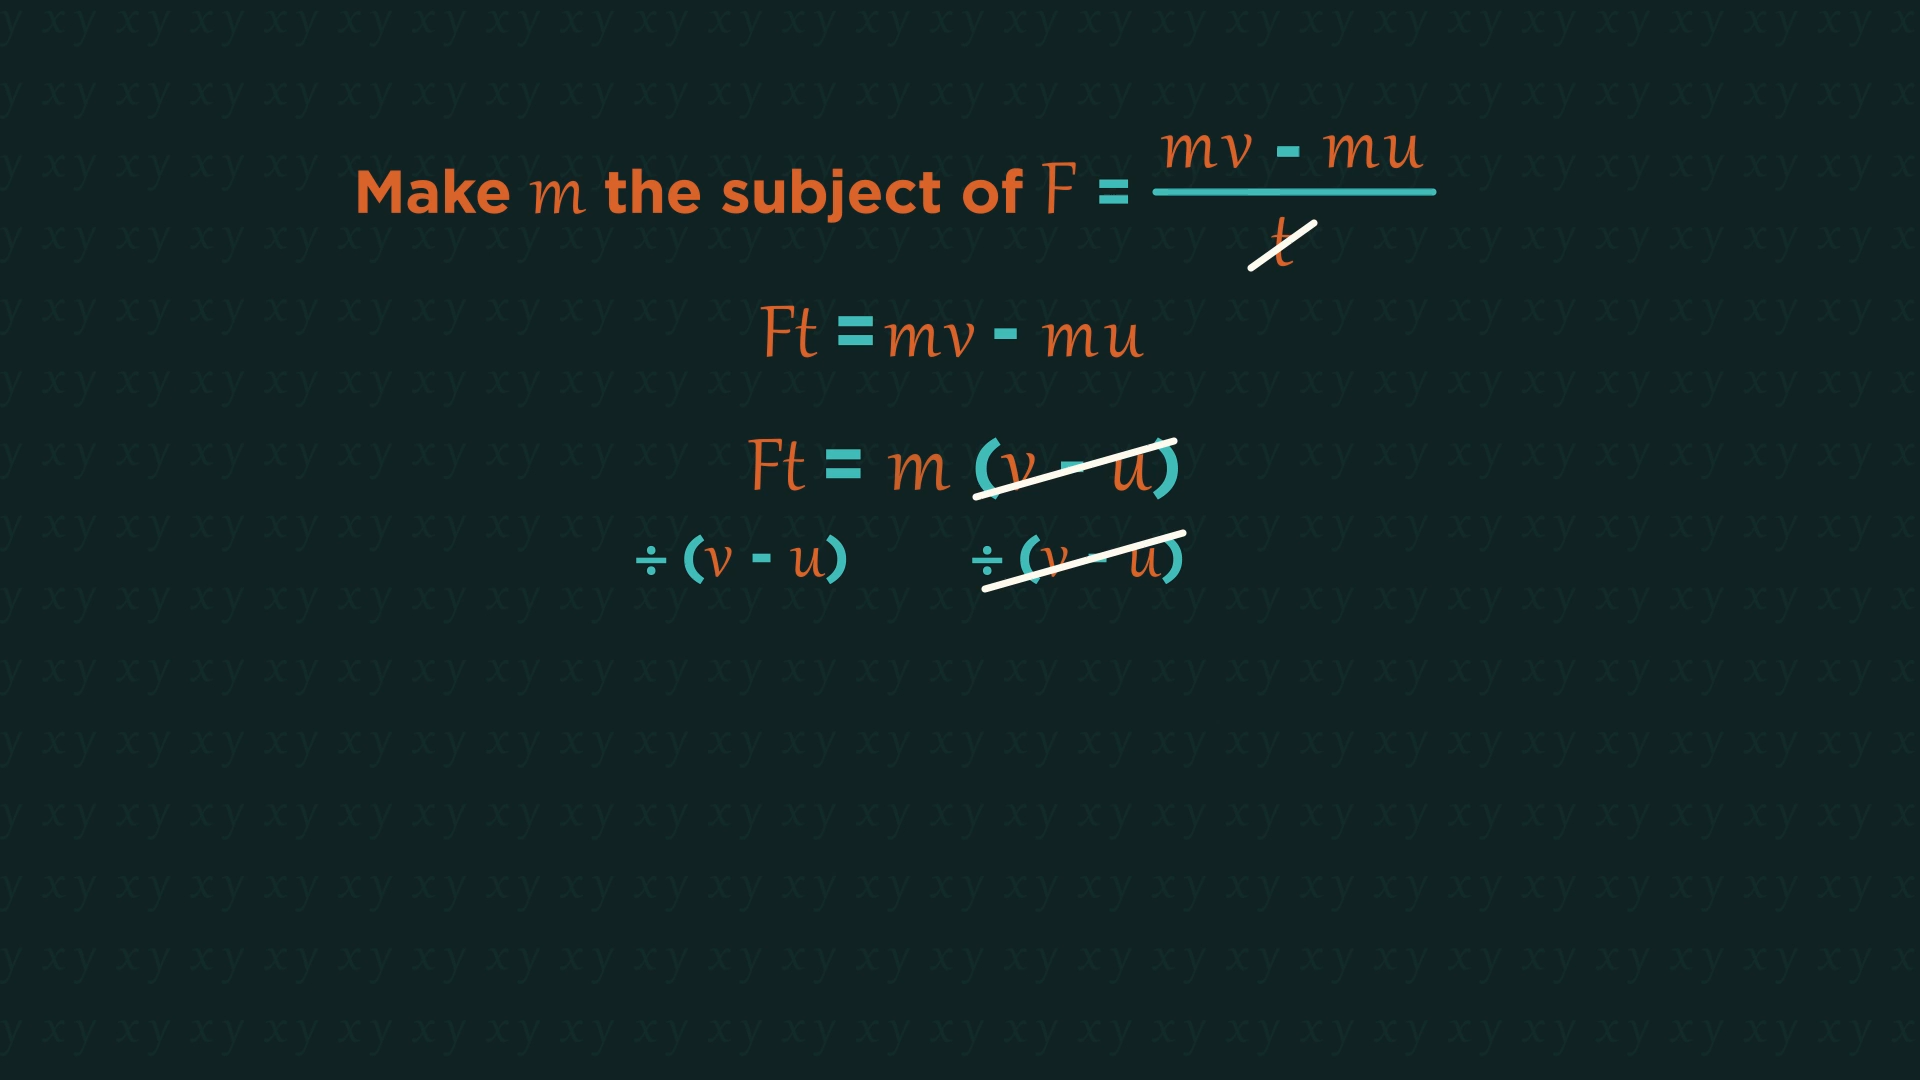 Make m the subject of F = mv - mu / t
Ft = mv - mu
Ft = m (v - u)
÷ (v - u) ÷ (v - u)